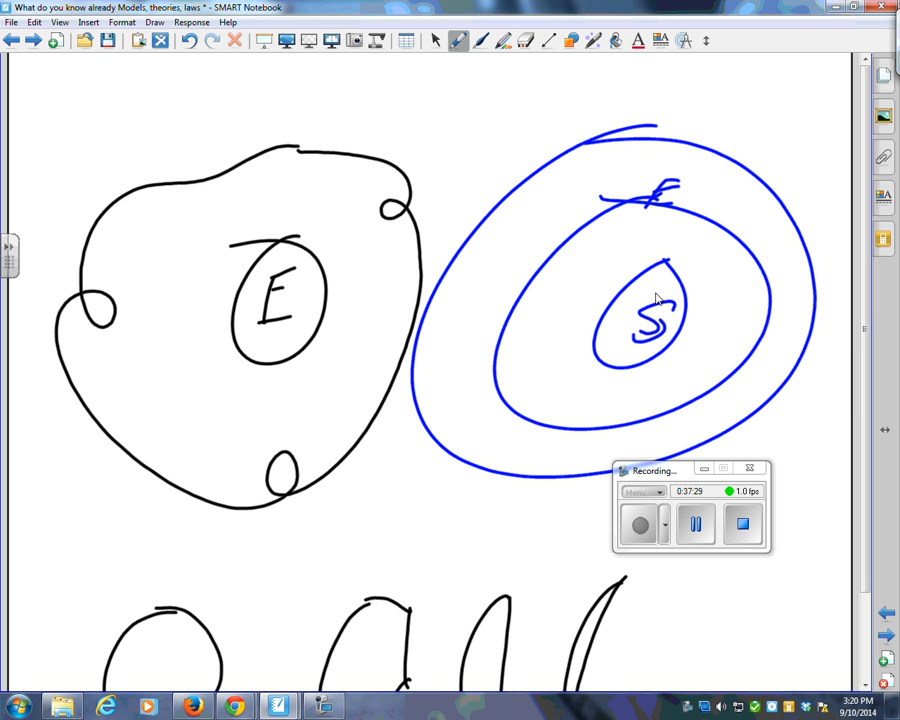 What do you know already Models, theories, laws * - SMART Notebook
File Edit View Insert Format Draw Response Help
E
S
Recording...
Menu
0:37:29 1.0 fps
3:20 PM
9/10/2014